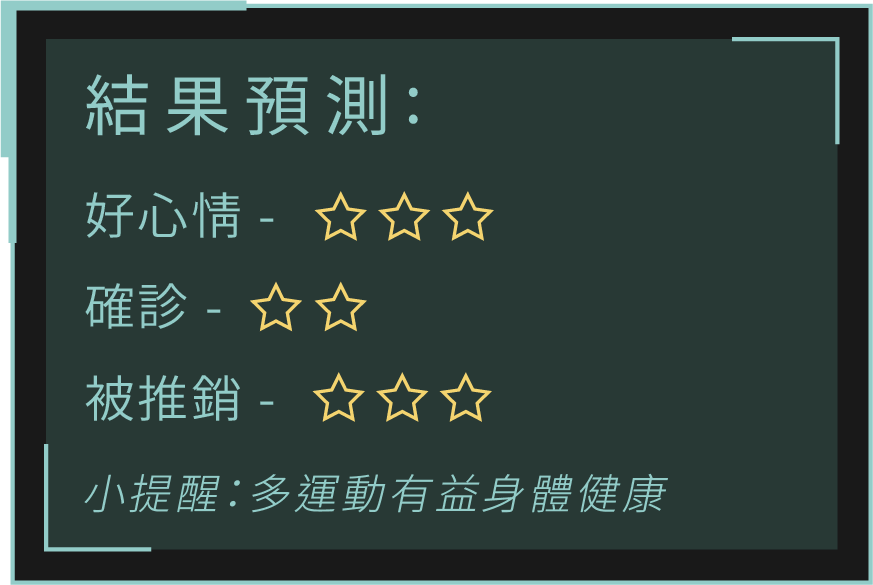 結果預測：
好心情 - ☆☆☆
確診 - ☆☆
被推銷 - ☆☆☆
小提醒：多運動有益身體健康